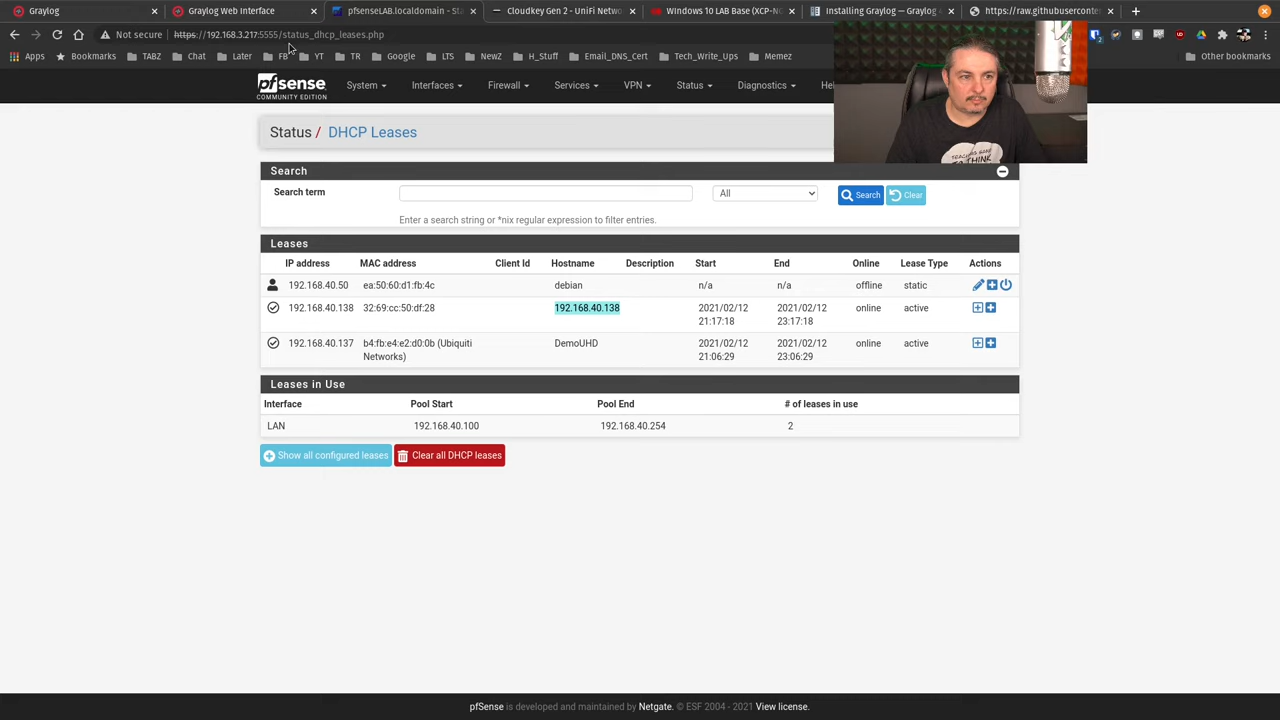 Graylog
Graylog Web Interface
pfsenseLAB.localdomain - St
Cloudkey Gen 2 - UniFi Netw
Windows 10 LAB Base (XCP-N
Installing Graylog — Graylog
https://raw.githubuserconten
Not secure | https://192.168.3.217:5555/status_dhcp_leases.php
Apps Bookmarks TABZ Chat Later FB YT TR Google LTS NewZ H_Stuff Email_DNS_Cert Tech_Write_Ups Memez Other bookmarks
pfsense
COMMUNITY EDITION
System Interfaces Firewall Services VPN Status Diagnostics Hel
Status / DHCP Leases
Search
Search term All Search Clear
Enter a search string or *nix regular expression to filter entries.
Leases
IP address MAC address Client Id Hostname Description Start End Online Lease Type Actions
192.168.40.50 ea:50:60:d1:fb:4c debian n/a n/a offline static
192.168.40.138 32:69:cc:50:df:28 192.168.40.138 2021/02/12 2021/02/12 online active
21:17:18 23:17:18
192.168.40.137 b4:fb:e4:e2:d0:0b (Ubiquiti DemoUHD 2021/02/12 2021/02/12 online active
Networks) 21:06:29 23:06:29
Leases in Use
Interface Pool Start Pool End # of leases in use
LAN 192.168.40.100 192.168.40.254 2
Show all configured leases Clear all DHCP leases
pfSense is developed and maintained by Netgate. © ESF 2004 - 2021 View license.